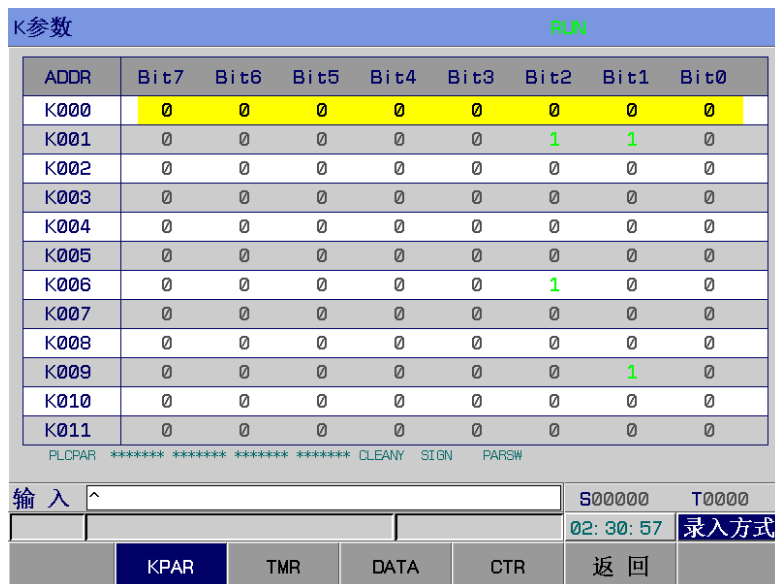 K参数 RUN
ADDR Bit7 Bit6 Bit5 Bit4 Bit3 Bit2 Bit1 Bit0
K000 0 0 0 0 0 0 0 0
K001 0 0 0 0 0 1 1 0
K002 0 0 0 0 0 0 0 0
K003 0 0 0 0 0 0 0 0
K004 0 0 0 0 0 0 0 0
K005 0 0 0 0 0 0 0 0
K006 0 0 0 0 0 1 0 0
K007 0 0 0 0 0 0 0 0
K008 0 0 0 0 0 0 0 0
K009 0 0 0 0 0 0 1 0
K010 0 0 0 0 0 0 0 0
K011 0 0 0 0 0 0 0 0
PLCPAR ******* ******* ******* ******* CLEANY SIGN PARSW
输入 ^ S00000 T0000
02:30:57 录入方式
KPAR TMR DATA CTR 返回